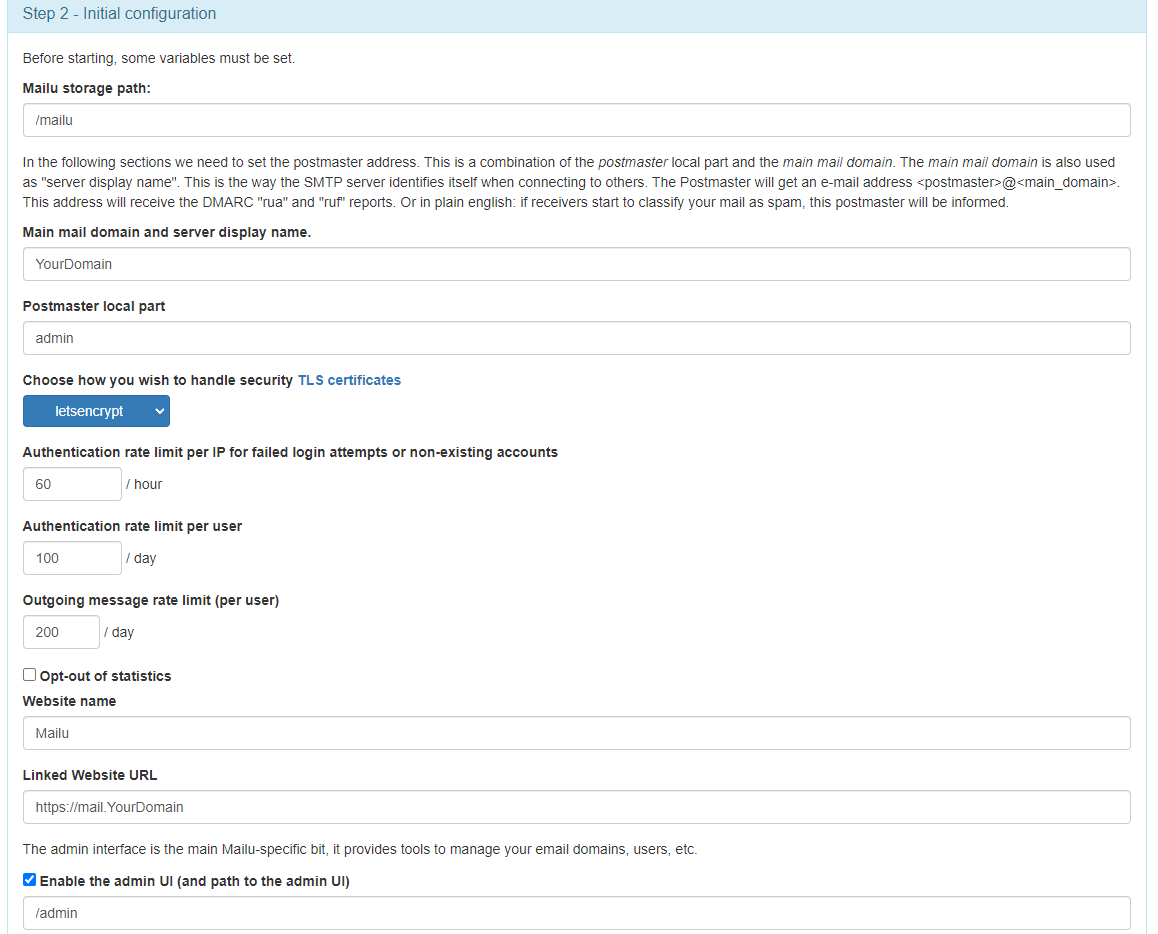 Step 2 - Initial configuration
Before starting, some variables must be set.
Mailu storage path:
/mailu
In the following sections we need to set the postmaster address. This is a combination of the postmaster local part and the main mail domain. The main mail domain is also used
as "server display name". This is the way the SMTP server identifies itself when connecting to others. The Postmaster will get an e-mail address <postmaster>@<main_domain>.
This address will receive the DMARC "rua" and "ruf" reports. Or in plain english: if receivers start to classify your mail as spam, this postmaster will be informed.
Main mail domain and server display name.
YourDomain
Postmaster local part
admin
Choose how you wish to handle security TLS certificates
letsencrypt
Authentication rate limit per IP for failed login attempts or non-existing accounts
60 / hour
Authentication rate limit per user
100 / day
Outgoing message rate limit (per user)
200 / day
Opt-out of statistics
Website name
Mailu
Linked Website URL
https://mail.YourDomain
The admin interface is the main Mailu-specific bit, it provides tools to manage your email domains, users, etc.
Enable the admin UI (and path to the admin UI)
/admin